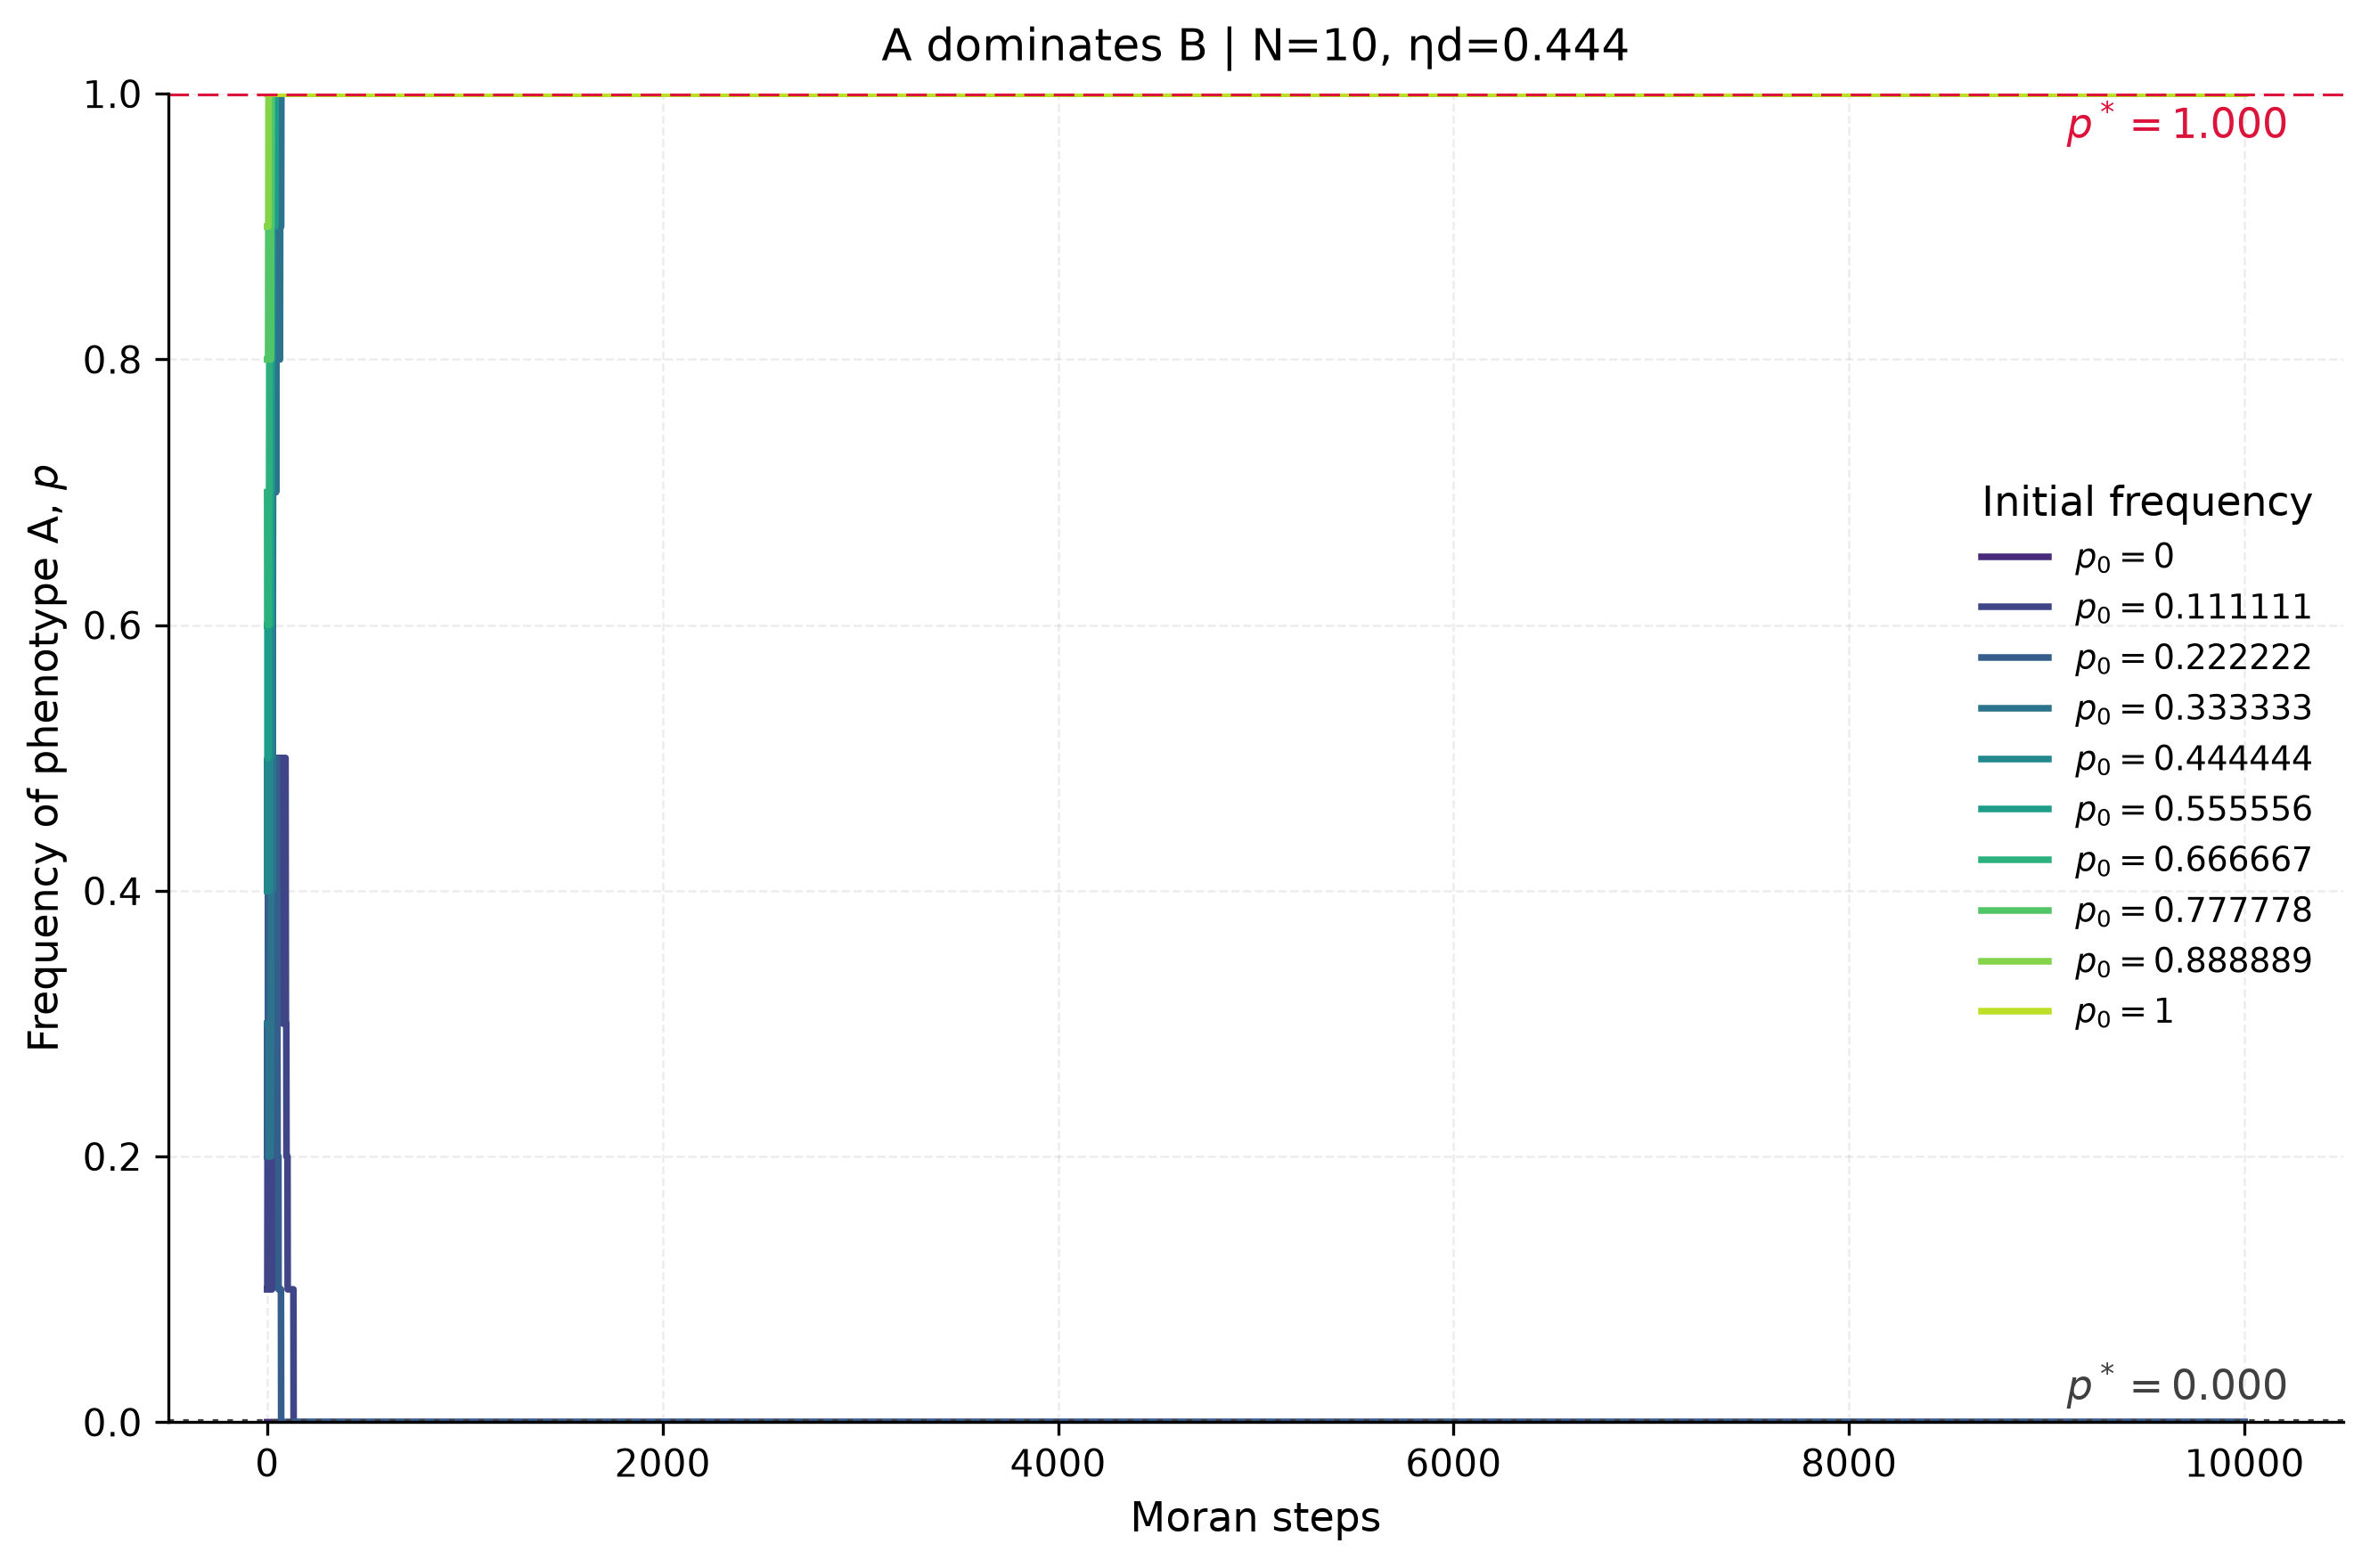 A dominates B | N=10, ηd=0.444
Frequency of phenotype A, p
1.0
0.8
0.6
0.4
0.2
0.0
p* = 1.000
Initial frequency
p₀ = 0
p₀ = 0.111111
p₀ = 0.222222
p₀ = 0.333333
p₀ = 0.444444
p₀ = 0.555556
p₀ = 0.666667
p₀ = 0.777778
p₀ = 0.888889
p₀ = 1
p* = 0.000
0 2000 4000 6000 8000 10000
Moran steps